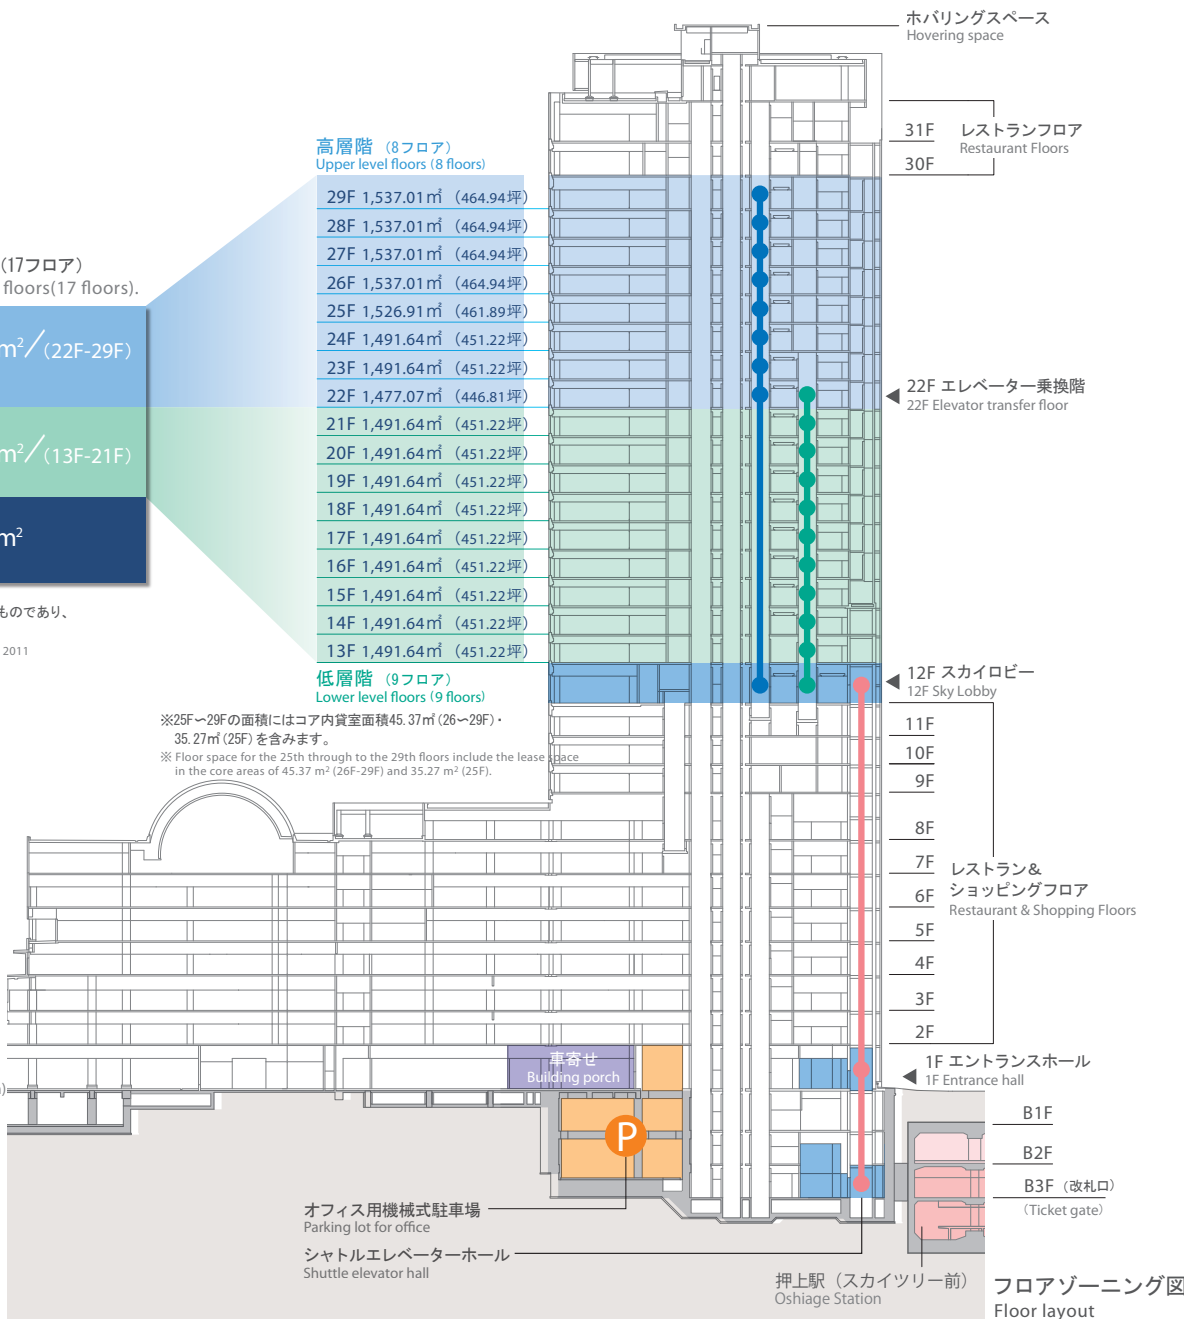 ホバリングスペース
Hovering space
31F
30F
レストランフロア
Restaurant Floors
高層階（8フロア）
Upper level floors (8 floors)
29F 1,537.01㎡（464.94坪）
28F 1,537.01㎡（464.94坪）
27F 1,537.01㎡（464.94坪）
26F 1,537.01㎡（464.94坪）
25F 1,526.91㎡（461.89坪）
24F 1,491.64㎡（451.22坪）
23F 1,491.64㎡（451.22坪）
22F 1,477.07㎡（446.81坪）
21F 1,491.64㎡（451.22坪）
20F 1,491.64㎡（451.22坪）
19F 1,491.64㎡（451.22坪）
18F 1,491.64㎡（451.22坪）
17F 1,491.64㎡（451.22坪）
16F 1,491.64㎡（451.22坪）
15F 1,491.64㎡（451.22坪）
14F 1,491.64㎡（451.22坪）
13F 1,491.64㎡（451.22坪）
低層階（9フロア）
Lower level floors (9 floors)
(17フロア）
floors(17 floors).
m²／(22F-29F)
m²／(13F-21F)
m²
ものであり、
2011
※25F〜29Fの面積にはコア内貸室面積45.37㎡(26〜29F)・
35.27㎡(25F)を含みます。
※ Floor space for the 25th through to the 29th floors include the lease space
in the core areas of 45.37 m² (26F-29F) and 35.27 m² (25F).
22F エレベーター乗換階
22F Elevator transfer floor
12F スカイロビー
12F Sky Lobby
11F
10F
9F
8F
7F
6F
5F
4F
3F
2F
レストラン＆
ショッピングフロア
Restaurant & Shopping Floors
1F エントランスホール
1F Entrance hall
車寄せ
Building porch
P
B1F
B2F
B3F（改札口）
（Ticket gate）
オフィス用機械式駐車場
Parking lot for office
シャトルエレベーターホール
Shuttle elevator hall
押上駅（スカイツリー前）
Oshiage Station
フロアゾーニング図
Floor layout